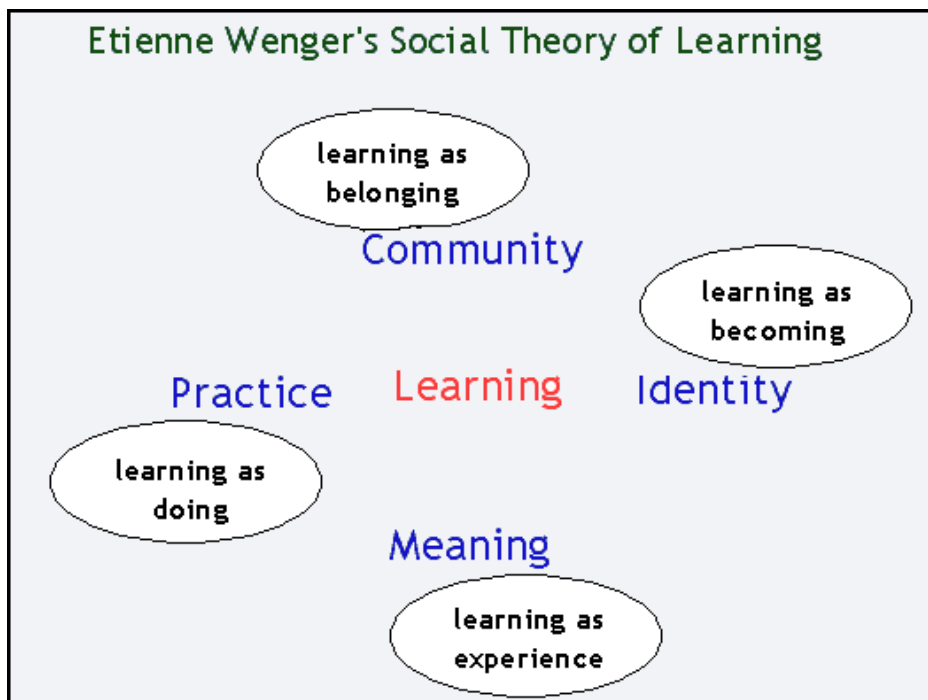 Etienne Wenger's Social Theory of Learning
learning as
belonging
Community
learning as
becoming
Practice
Learning
Identity
learning as
doing
Meaning
learning as
experience